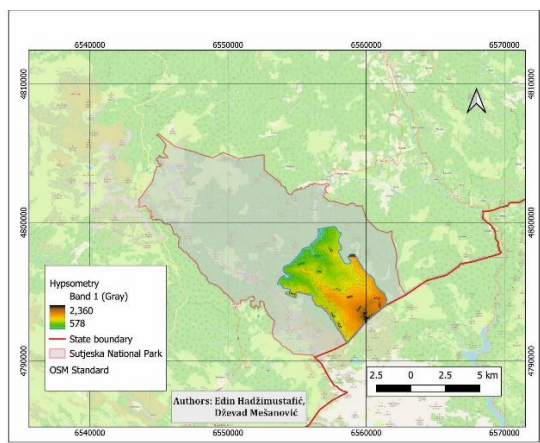 6540000 6550000 6560000 6570000
4810000 4810000
4800000 4800000
4790000 4790000
Hypsometry
Band 1 (Gray)
2,360
578
State boundary
Sutjeska National Park
OSM Standard
2.5 0 2.5 5 km
Authors: Edin Hadžimustafić,
Dževad Mešanović
6540000 6550000 6560000 6570000